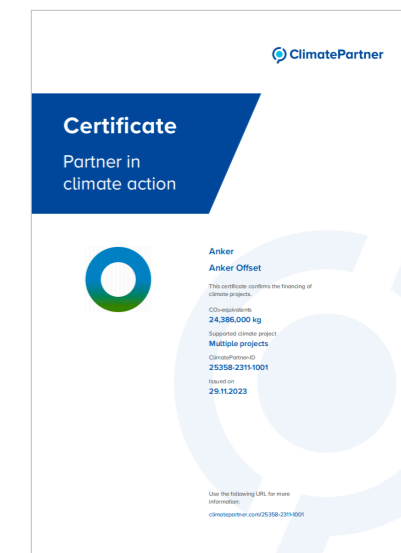 ClimatePartner
Certificate
Partner in
climate action
Anker
Anker Offset
This certificate confirms the financing of
climate projects.
CO₂-equivalents
24,386,000 kg
Supported climate project
Multiple projects
ClimatePartner-ID
25358-2311-1001
Issued on
29.11.2023
Use the following URL for more
information:
climatepartner.com/25358-2311-1001